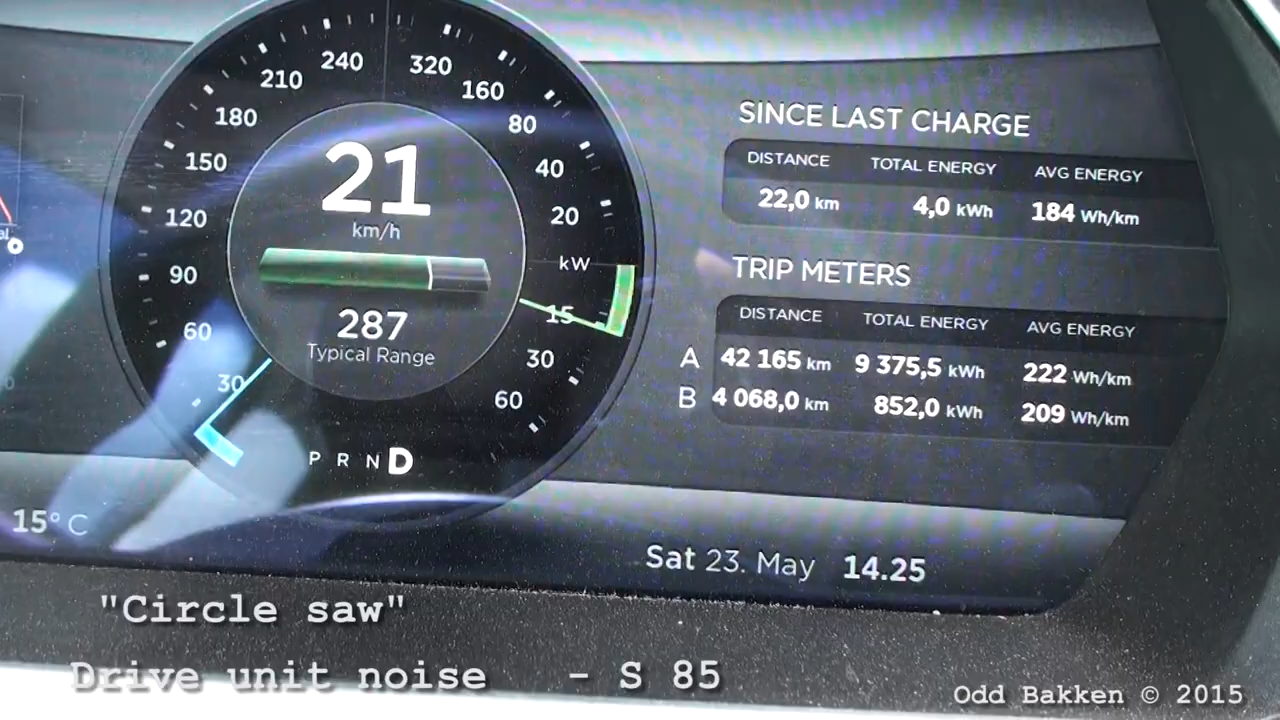 240
320
210
160
180
80
150
40
120
20
90
kW
60
15
30
30
60
21
km/h
287
Typical Range
P R N D
15° C
SINCE LAST CHARGE
DISTANCE TOTAL ENERGY AVG ENERGY
22,0 km 4,0 kWh 184 Wh/km
TRIP METERS
DISTANCE TOTAL ENERGY AVG ENERGY
A 42 165 km 9 375,5 kWh 222 Wh/km
B 4 068,0 km 852,0 kWh 209 Wh/km
Sat 23. May 14.25
"Circle saw"
Drive unit noise - S 85
Odd Bakken © 2015